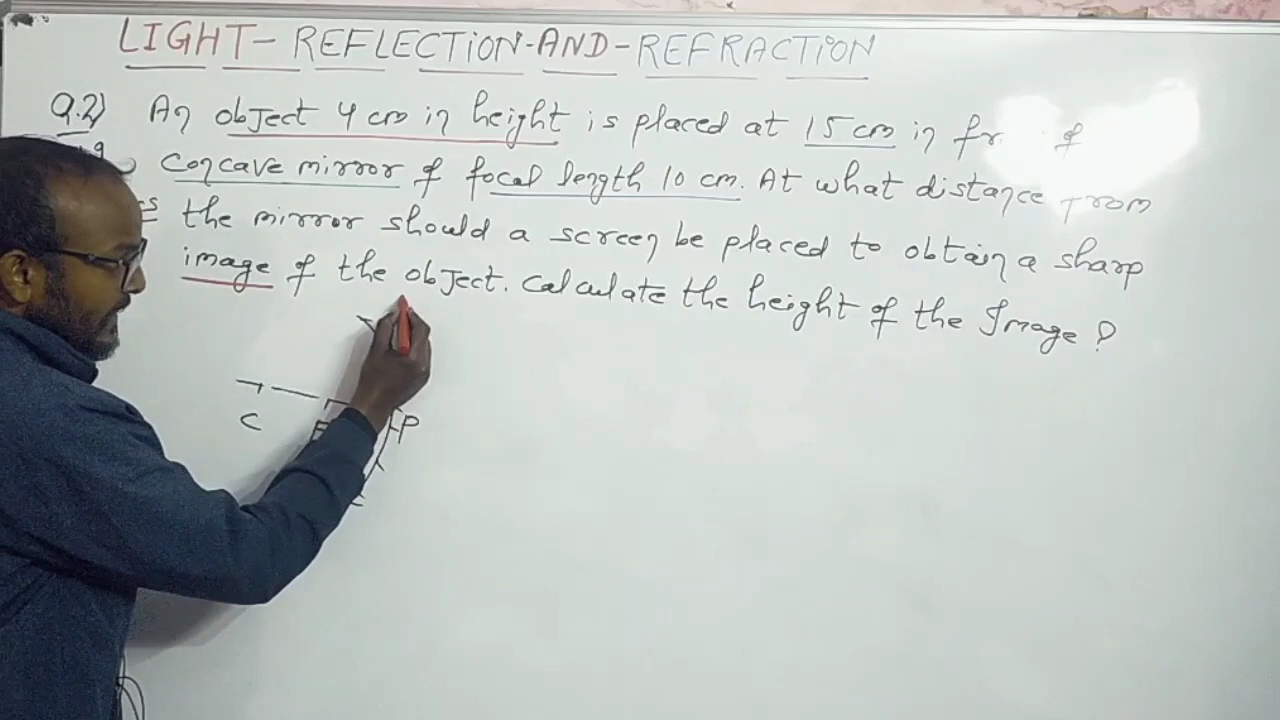 LIGHT-REFLECTION-AND-REFRACTION
Q.2) An object 4 cm in height is placed at 15 cm in of
concave mirror of focal length 10 cm. At what distance from
the mirror should a screen be placed to obtain a sharp
image of the object. Calculate the height of the Image?
C F P